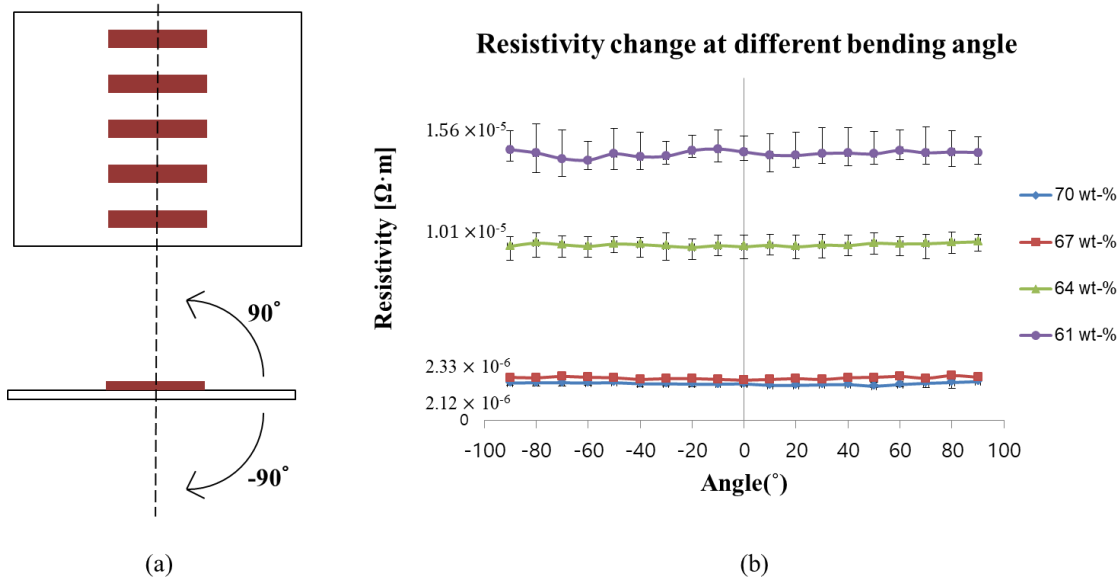 90˚
-90˚
(a)
Resistivity change at different bending angle
Resistivity [Ω·m]
1.56 ×10⁻⁵
1.01 ×10⁻⁵
2.33 × 10⁻⁶
2.12 × 10⁻⁶
0
-100 -80 -60 -40 -20 0 20 40 60 80 100
Angle(˚)
70 wt-%
67 wt-%
64 wt-%
61 wt-%
(b)